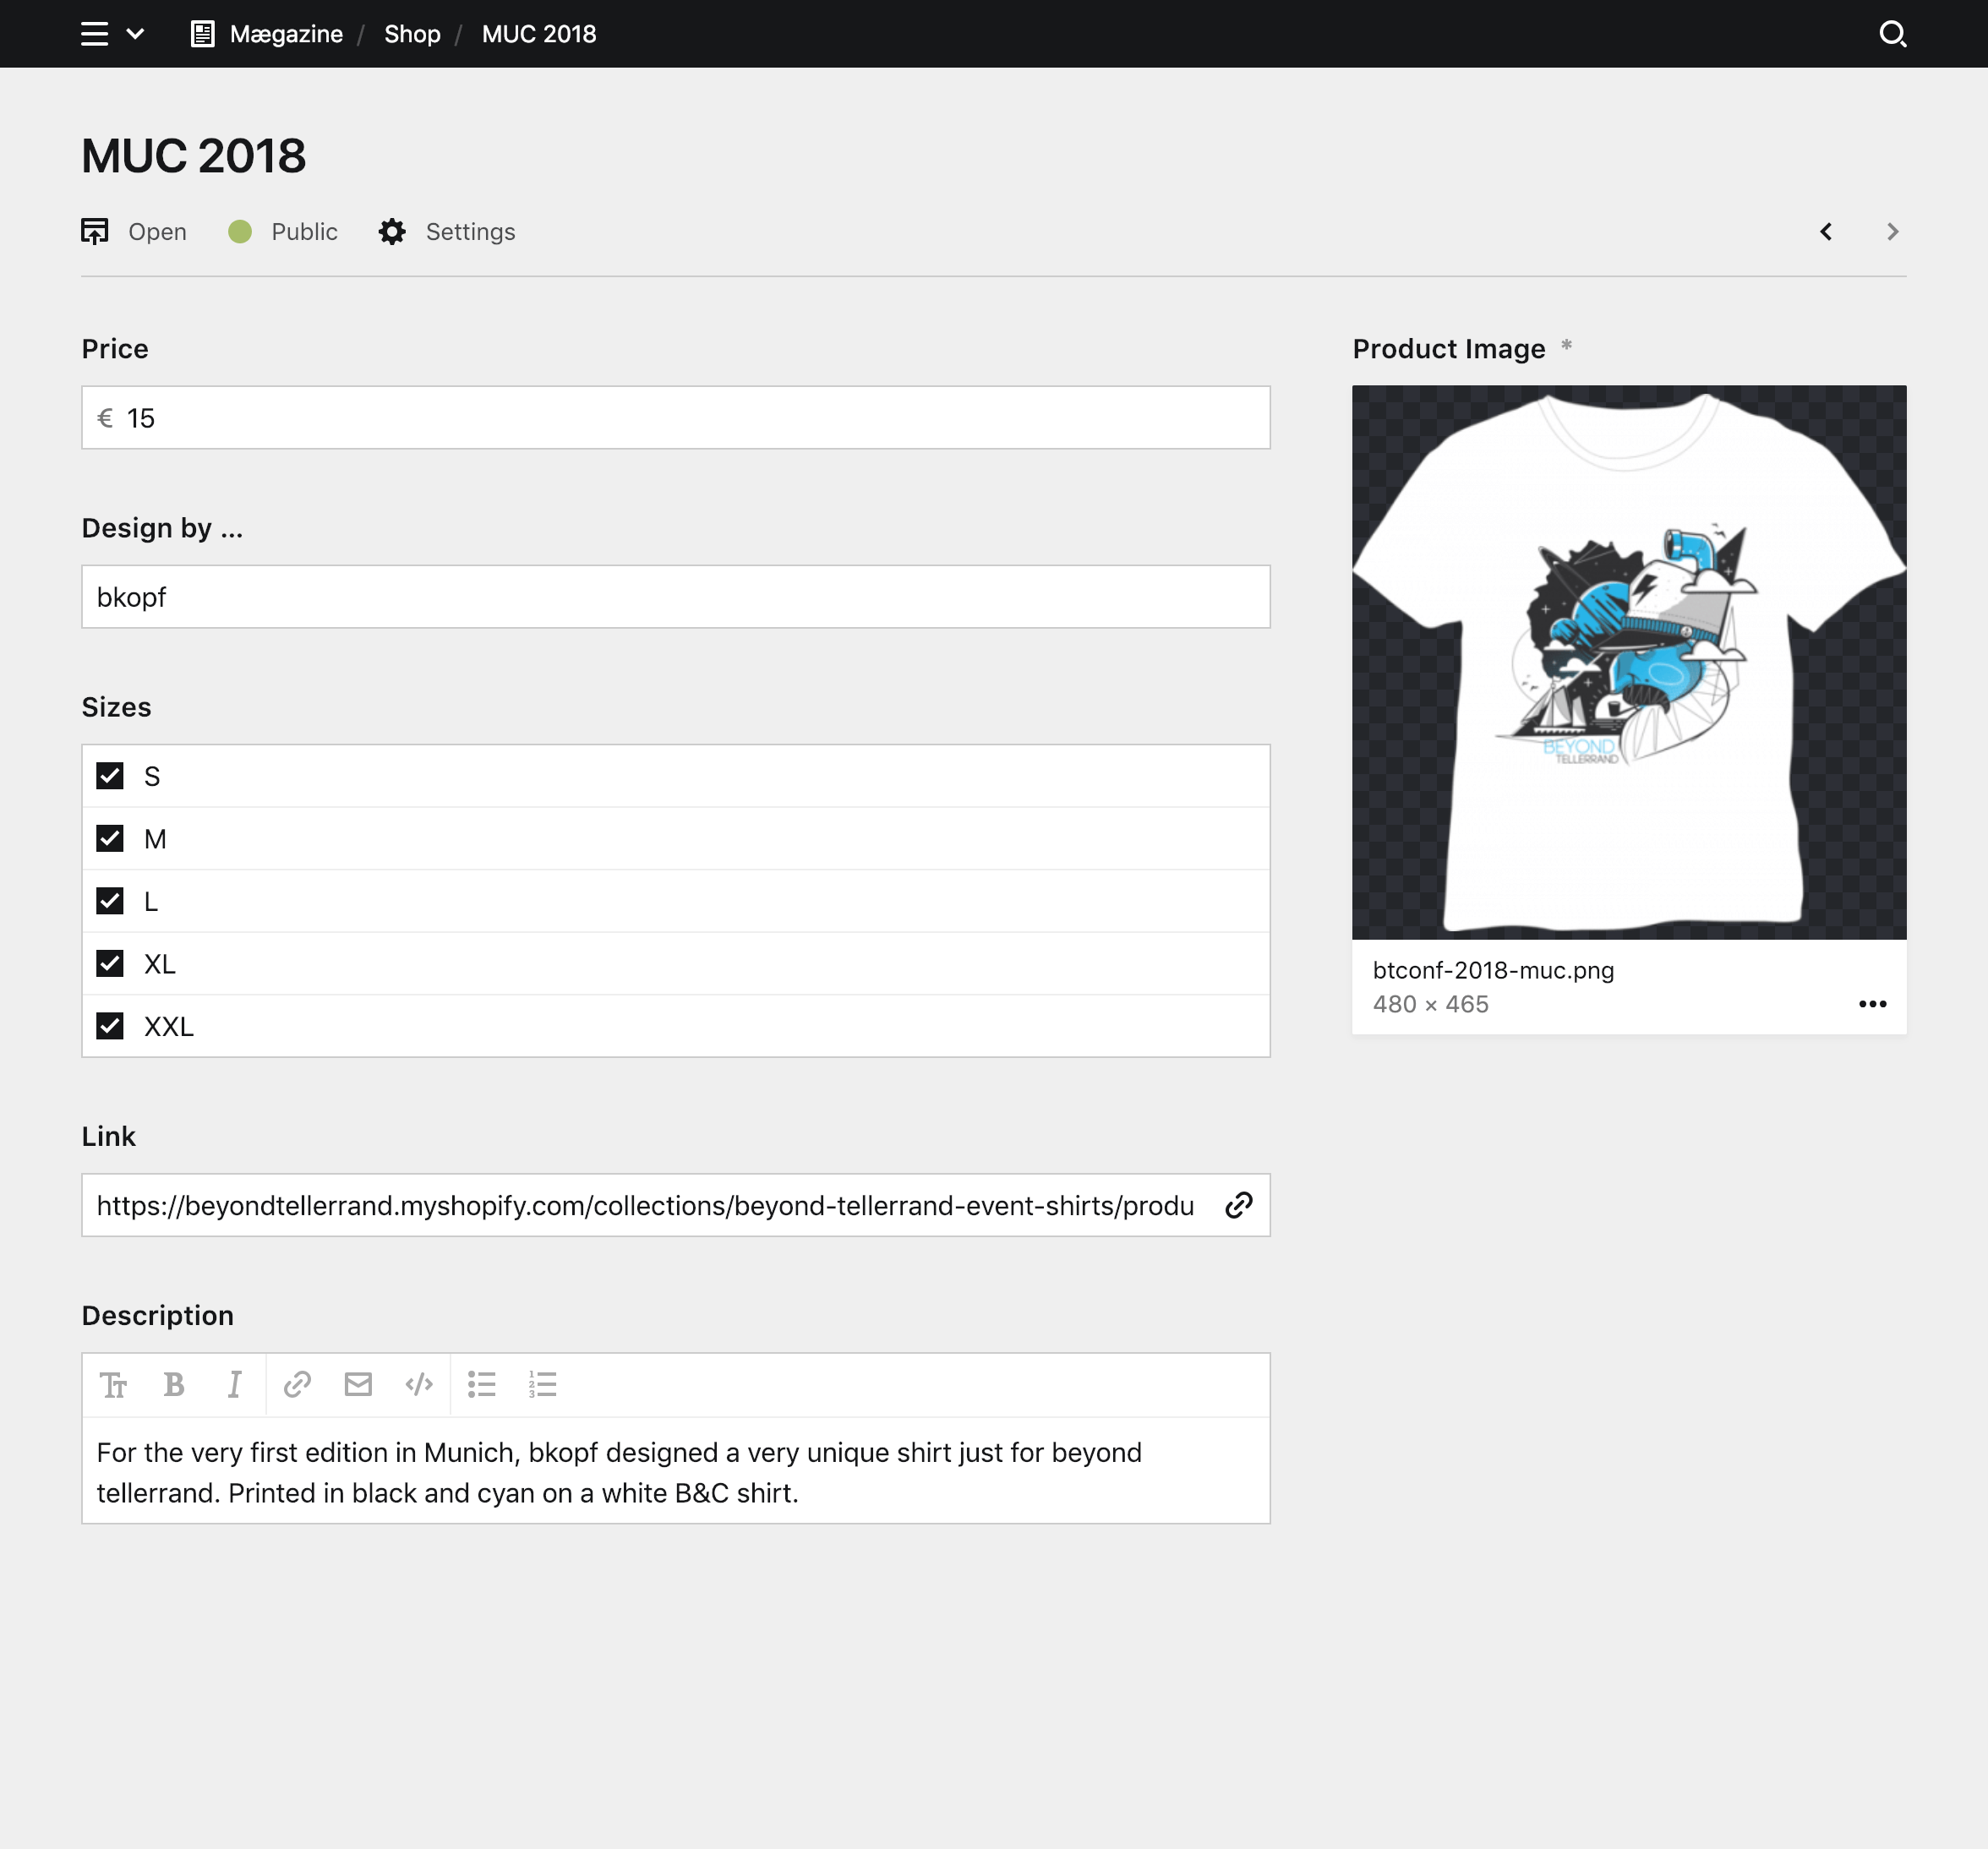 Mægazine / Shop / MUC 2018
MUC 2018
Open Public Settings
Price
€ 15
Design by ...
bkopf
Sizes
S
M
L
XL
XXL
Link
https://beyondtellerrand.myshopify.com/collections/beyond-tellerrand-event-shirts/produ
Description
For the very first edition in Munich, bkopf designed a very unique shirt just for beyond
tellerrand. Printed in black and cyan on a white B&C shirt.
Product Image *
BEYOND
TELLERRAND
btconf-2018-muc.png
480 × 465